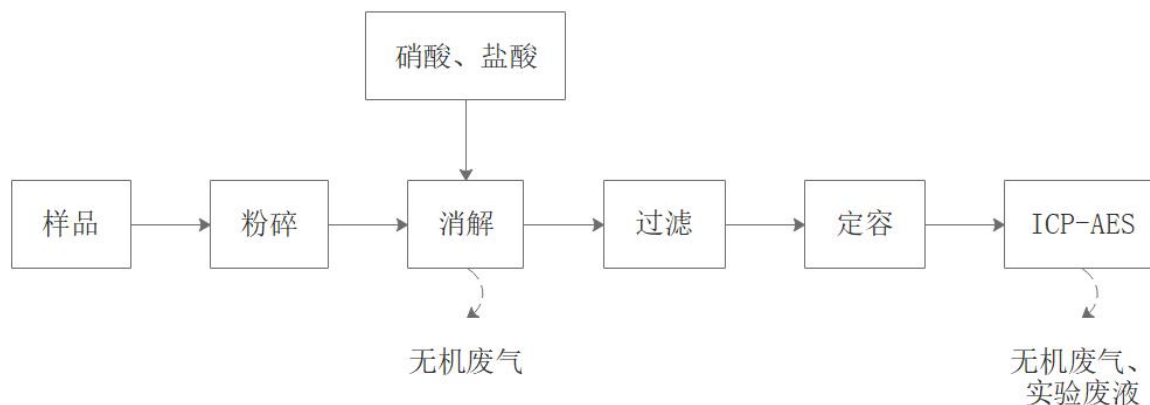 硝酸、盐酸
样品
粉碎
消解
过滤
定容
ICP-AES
无机废气
无机废气、
实验废液